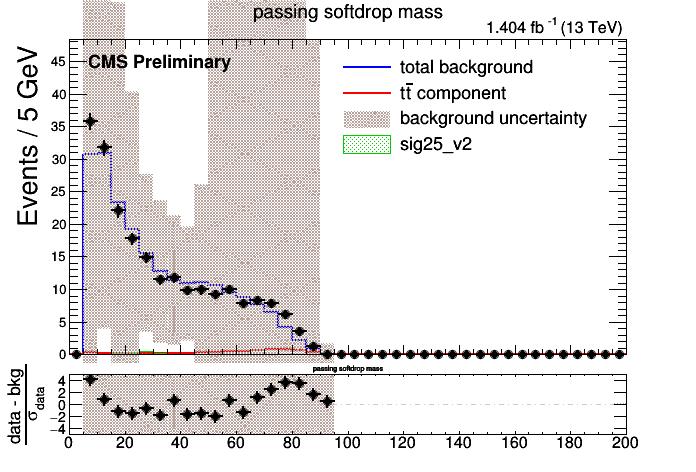 passing softdrop mass
1.404 fb⁻¹ (13 TeV)
CMS Preliminary
total background
tt̄ component
background uncertainty
sig25_v2
Events / 5 GeV
45
40
35
30
25
20
15
10
5
0
passing softdrop mass
data - bkg
σdata
4
2
0
−2
−4
0 20 40 60 80 100 120 140 160 180 200